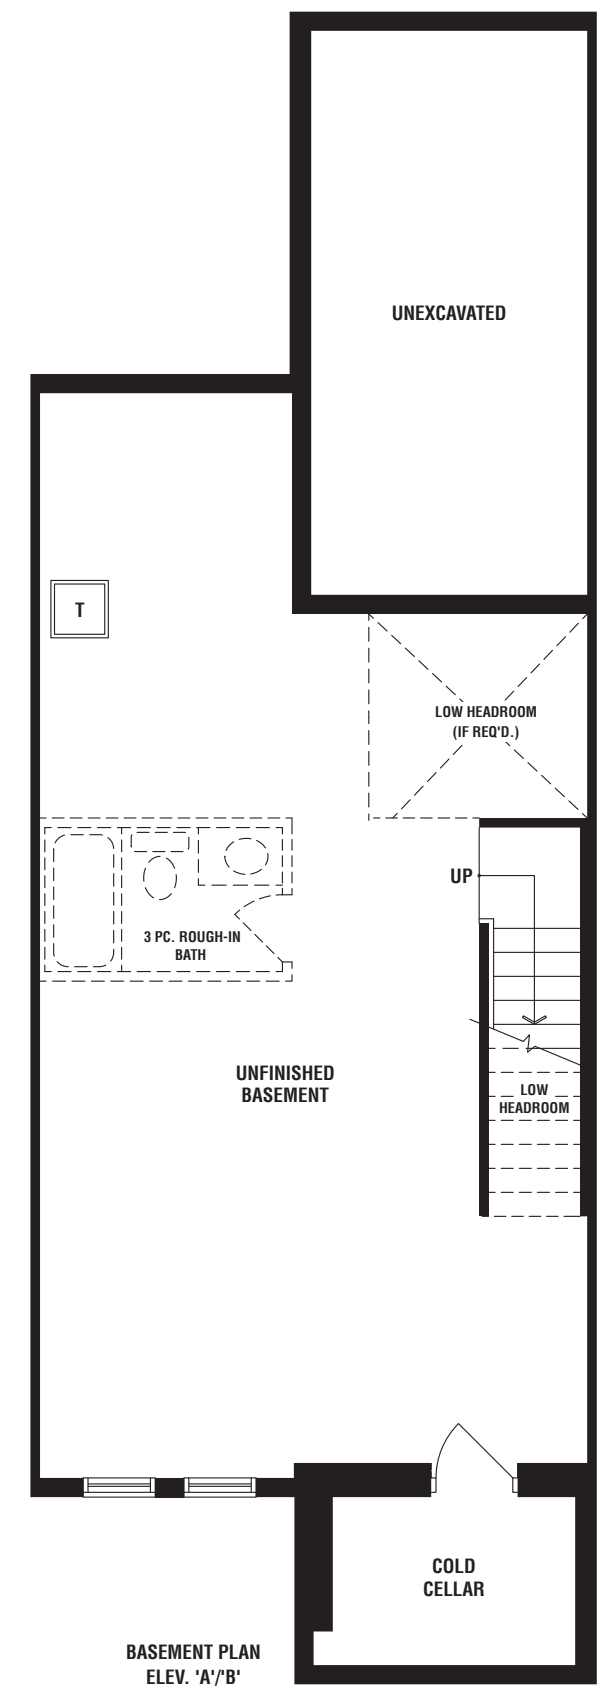 UNEXCAVATED
T
LOW HEADROOM
(IF REQ'D.)
UP
3 PC. ROUGH-IN
BATH
UNFINISHED
BASEMENT
LOW
HEADROOM
COLD
CELLAR
BASEMENT PLAN
ELEV. 'A'/'B'